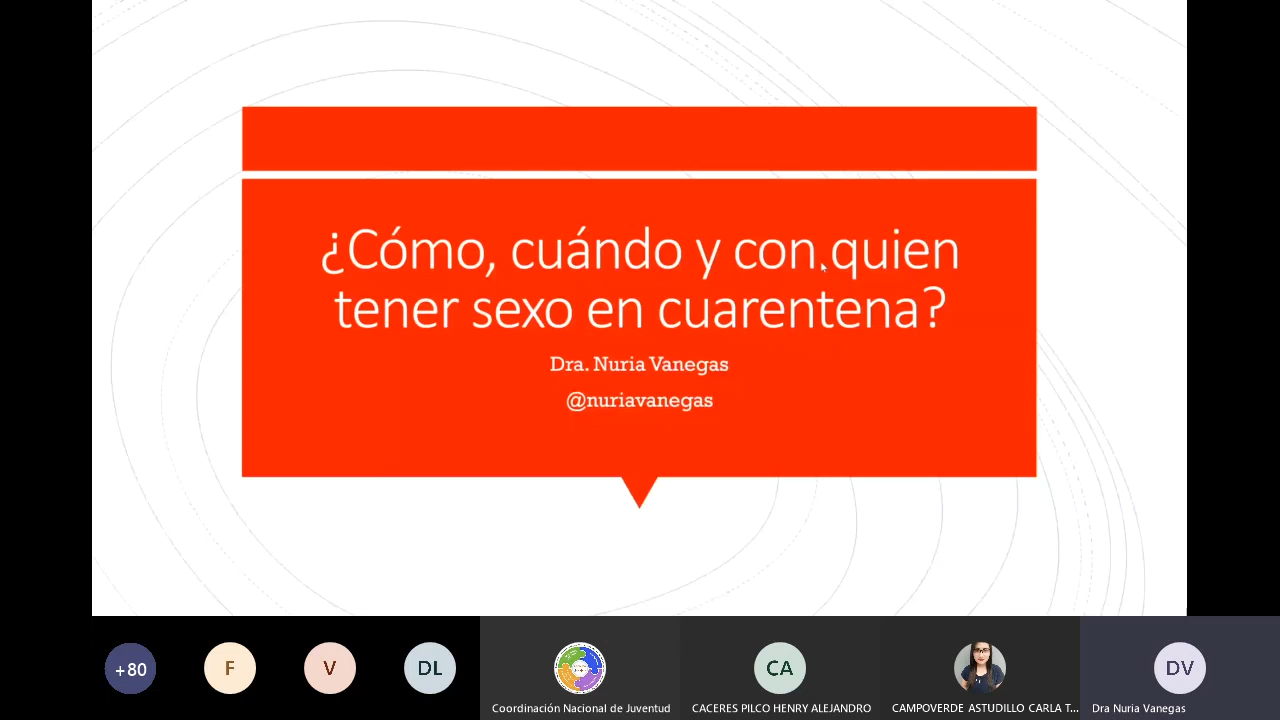 ¿Cómo, cuándo y con quien
tener sexo en cuarentena?
Dra. Nuria Vanegas
@nuriavanegas
+80
F
V
DL
CA
DV
Coordinación Nacional de Juventud
CACERES PILCO HENRY ALEJANDRO
CAMPOVERDE ASTUDILLO CARLA T...
Dra Nuria Vanegas